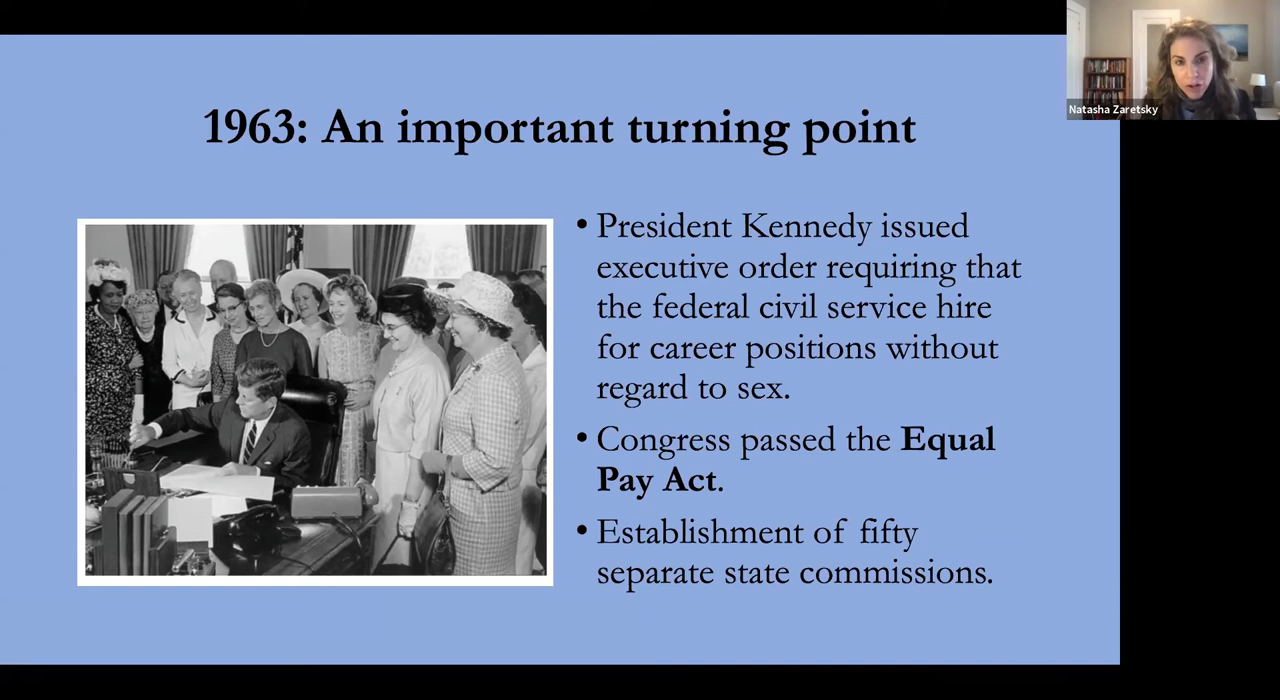 Natasha Zaretsky
1963: An important turning point
• President Kennedy issued
executive order requiring that
the federal civil service hire
for career positions without
regard to sex.
• Congress passed the Equal
Pay Act.
• Establishment of fifty
separate state commissions.